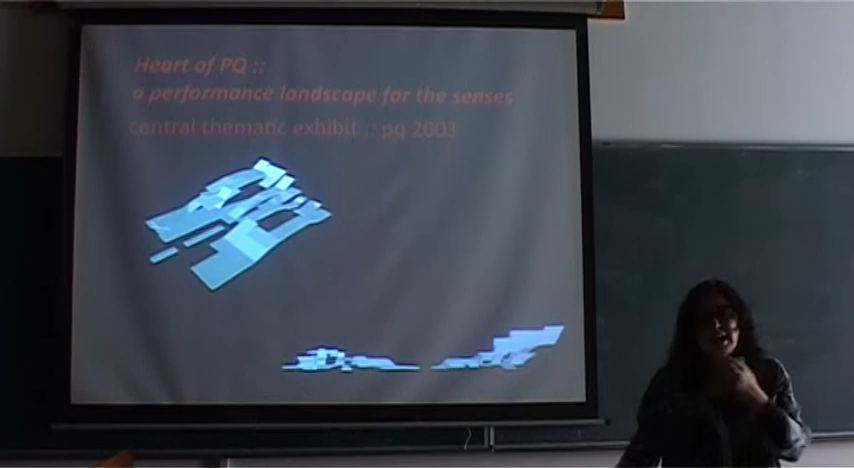 Heart of PQ ::
a performance landscape for the senses
central thematic exhibit :: pq 2003